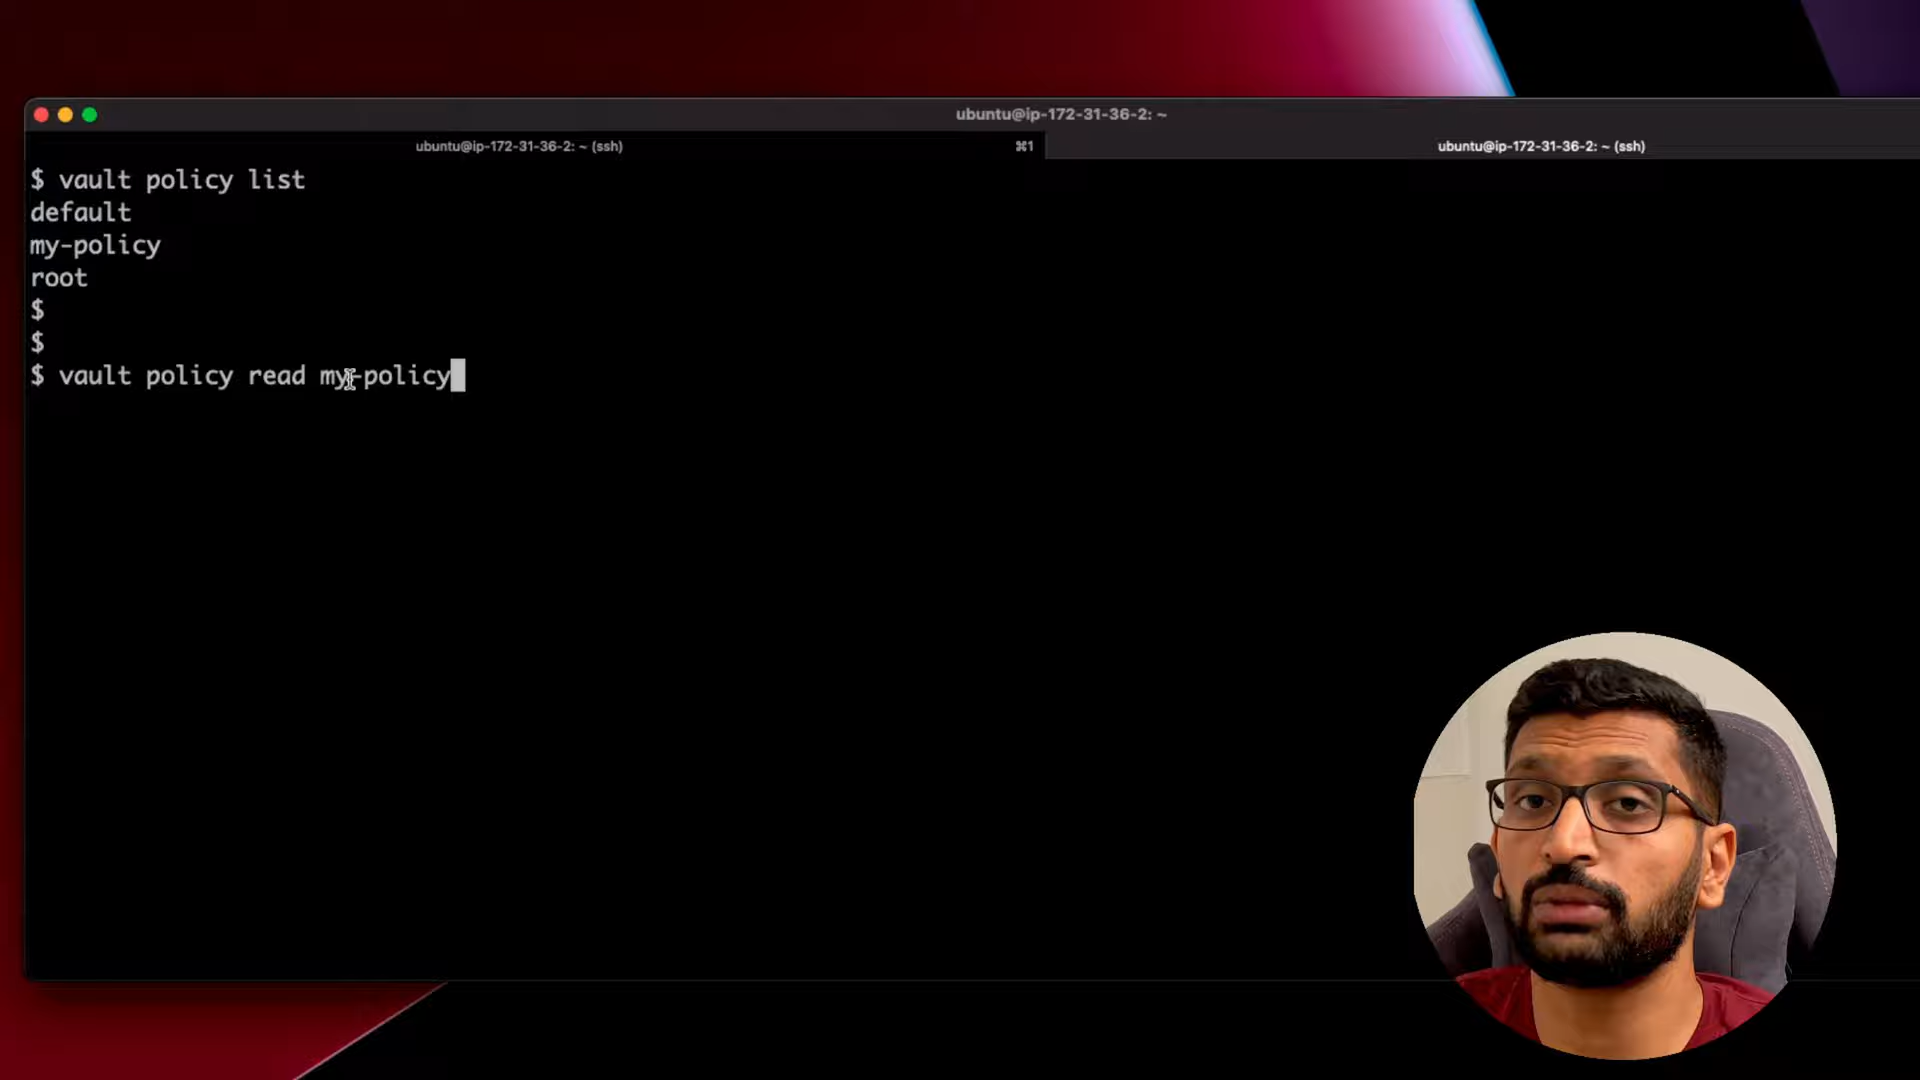 ubuntu@ip-172-31-36-2: ~
ubuntu@ip-172-31-36-2: ~ (ssh)
⌘1
ubuntu@ip-172-31-36-2: ~ (ssh)
$ vault policy list
default
my-policy
root
$
$
$ vault policy read my-policy